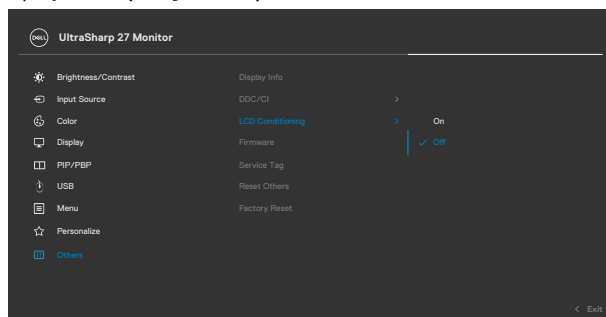 DELL
UltraSharp 27 Monitor
Brightness/Contrast
Display Info
Input Source
DDC/CI
Color
LCD Conditioning
On
Display
Firmware
Off
PIP/PBP
Service Tag
USB
Reset Others
Menu
Factory Reset
Personalize
Others
Exit